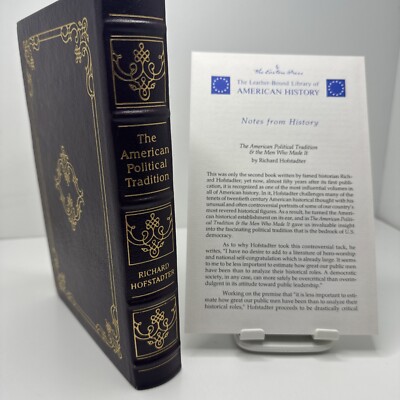 The
American
Political
Tradition
RICHARD
HOFSTADTER
The Easton Press
The Leather-Bound Library of
AMERICAN HISTORY
Notes from History
The American Political Tradition
& the Men Who Made It
by Richard Hofstadter
This was only the second book written by famed historian Rich-
ard Hofstadter; yet now, almost fifty years after its first publi-
cation, it is recognized as one of the most influential volumes in
all of American history. In it, Hofstadter challenges many of the
tenets of twentieth century American historical thought with his
unusual and often controversial portraits of some of our country's
most revered historical figures. As a result, he turned the Ameri-
can historical establishment on its ear, and in The American Politi-
cal Tradition & the Men Who Made It gave us invaluable insight
into the fascinating political tradition that is the bedrock of U.S.
democracy.
As to why Hofstadter took this controversial tack, he
writes, "I have no desire to add to a literature of hero-worship
and national self-congratulation which is already large. It seems
to me to be less important to estimate how great our public men
have been than to analyze their historical roles. A democratic
society, in any case, can more safely be overcritical than overin-
dulgent in its attitude toward public leadership."
Working on the premise that "it is less important to esti-
mate how great our public men have been than to analyze their
historical roles," Hofstadter proceeds to be drastically critical